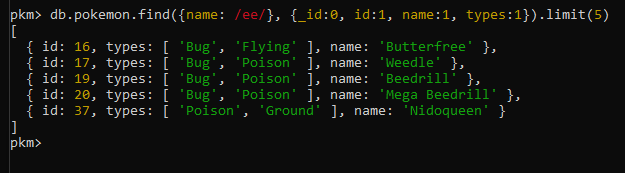 pkm> db.pokemon.find({name: /ee/}, {_id:0, id:1, name:1, types:1}).limit(5)
[
  { id: 16, types: [ 'Bug', 'Flying' ], name: 'Butterfree' },
  { id: 17, types: [ 'Bug', 'Poison' ], name: 'Weedle' },
  { id: 19, types: [ 'Bug', 'Poison' ], name: 'Beedrill' },
  { id: 20, types: [ 'Bug', 'Poison' ], name: 'Mega Beedrill' },
  { id: 37, types: [ 'Poison', 'Ground' ], name: 'Nidoqueen' }
]
pkm>